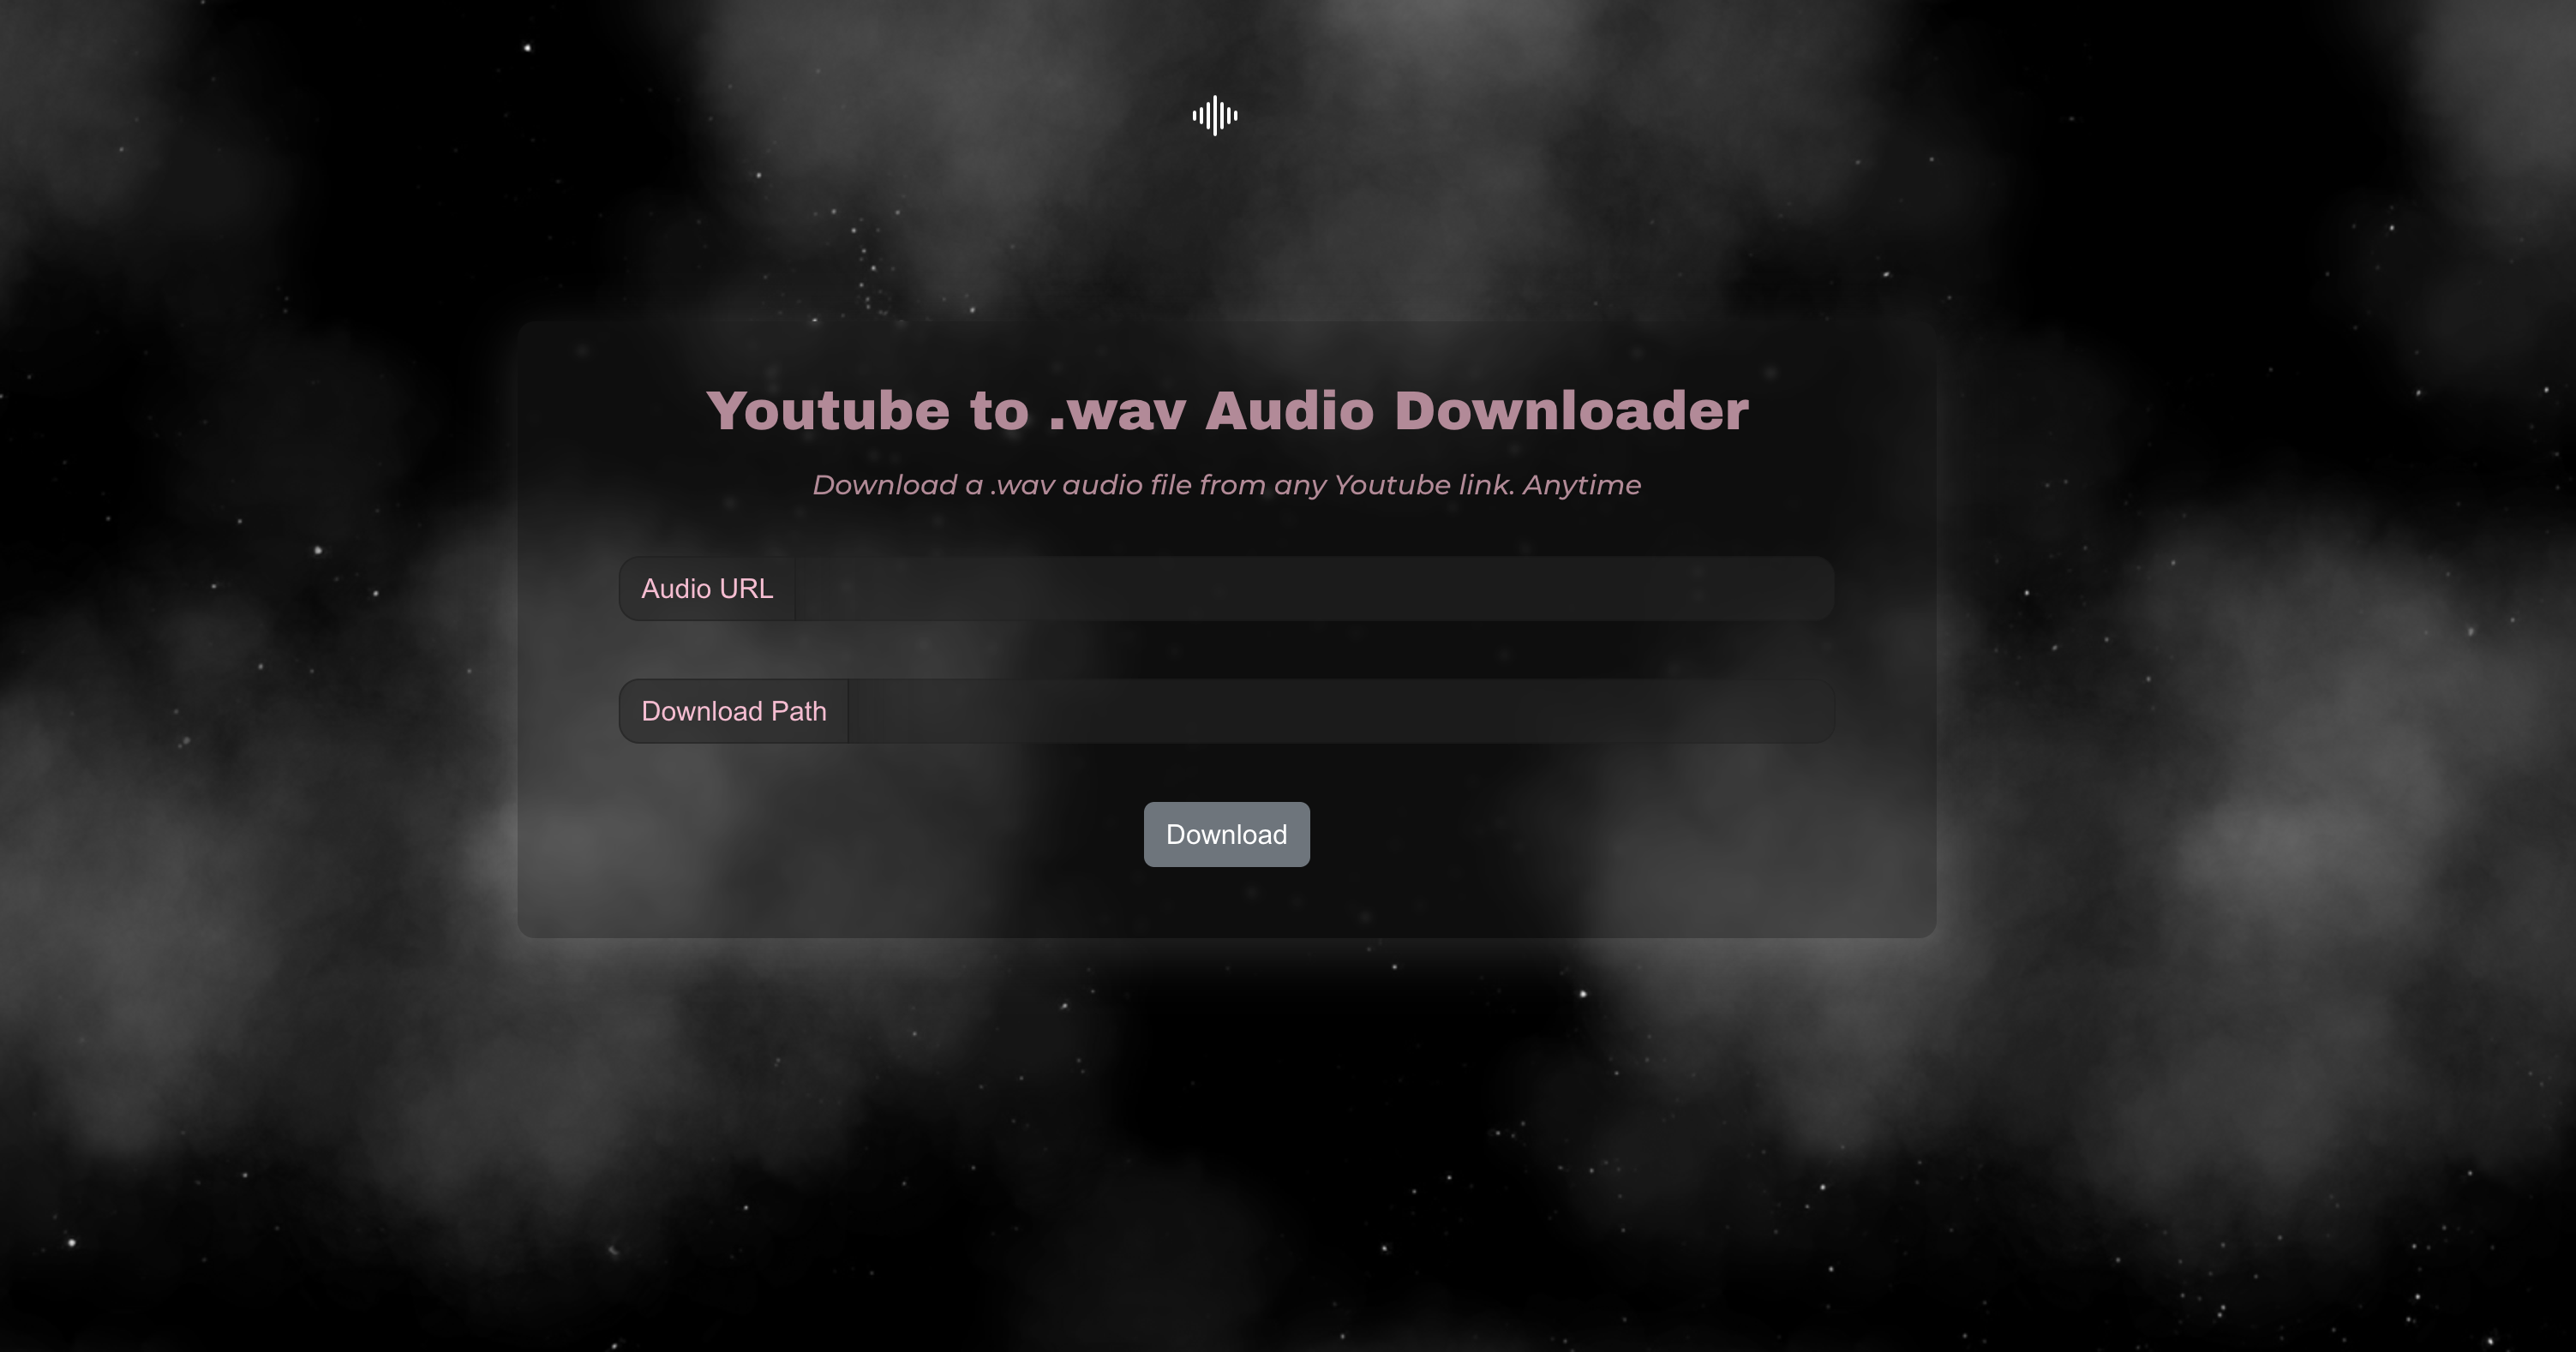 Youtube to .wav Audio Downloader
Download a .wav audio file from any Youtube link. Anytime
Audio URL
Download Path
Download